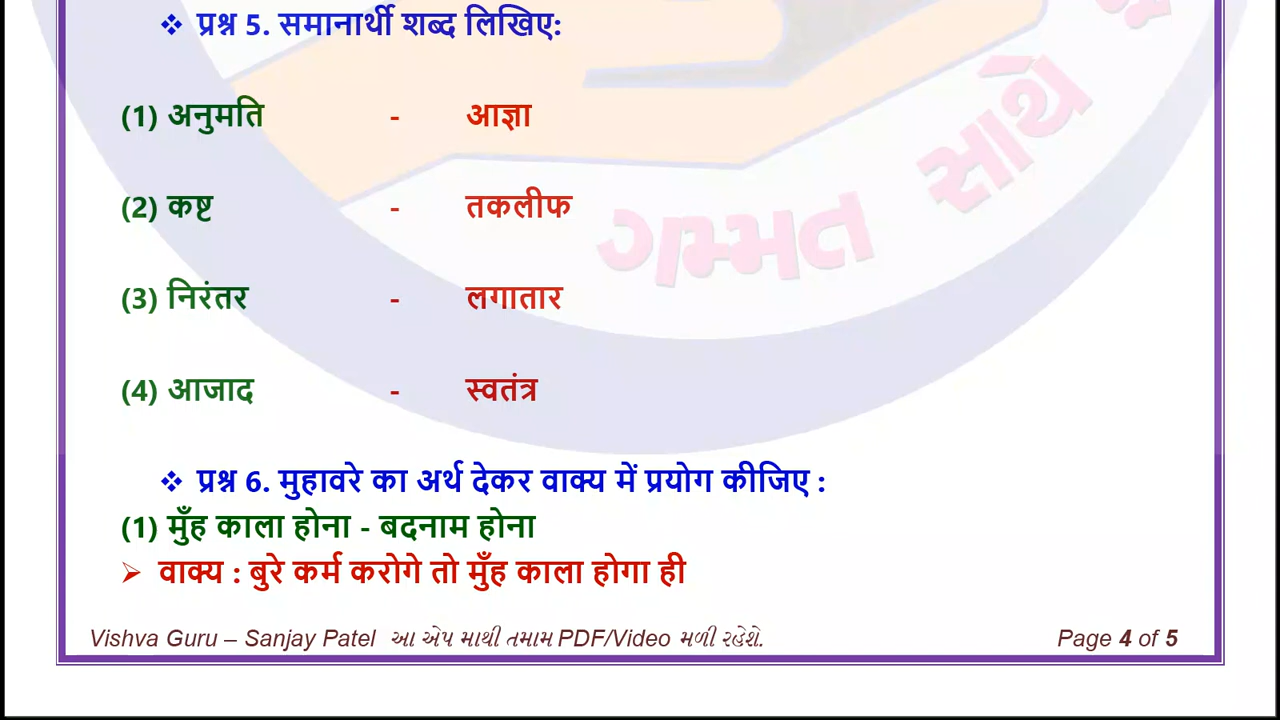 ❖ प्रश्न 5. समानार्थी शब्द लिखिए:
(1) अनुमति - आज्ञा
(2) कष्ट - तकलीफ
(3) निरंतर - लगातार
(4) आजाद - स्वतंत्र
ગમ્મત સાથે
❖ प्रश्न 6. मुहावरे का अर्थ देकर वाक्य में प्रयोग कीजिए :
(1) मुँह काला होना - बदनाम होना
➢ वाक्य : बुरे कर्म करोगे तो मुँह काला होगा ही
Vishva Guru – Sanjay Patel આ એપ માથી તમામ PDF/Video મળી રહેશે. Page 4 of 5